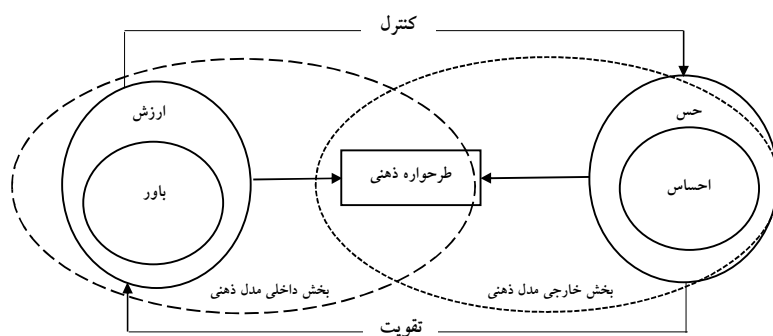 کنترل
حس
ارزش
طرحواره ذهنی
احساس
باور
بخش خارجی مدل ذهنی
بخش داخلی مدل ذهنی
تقویت